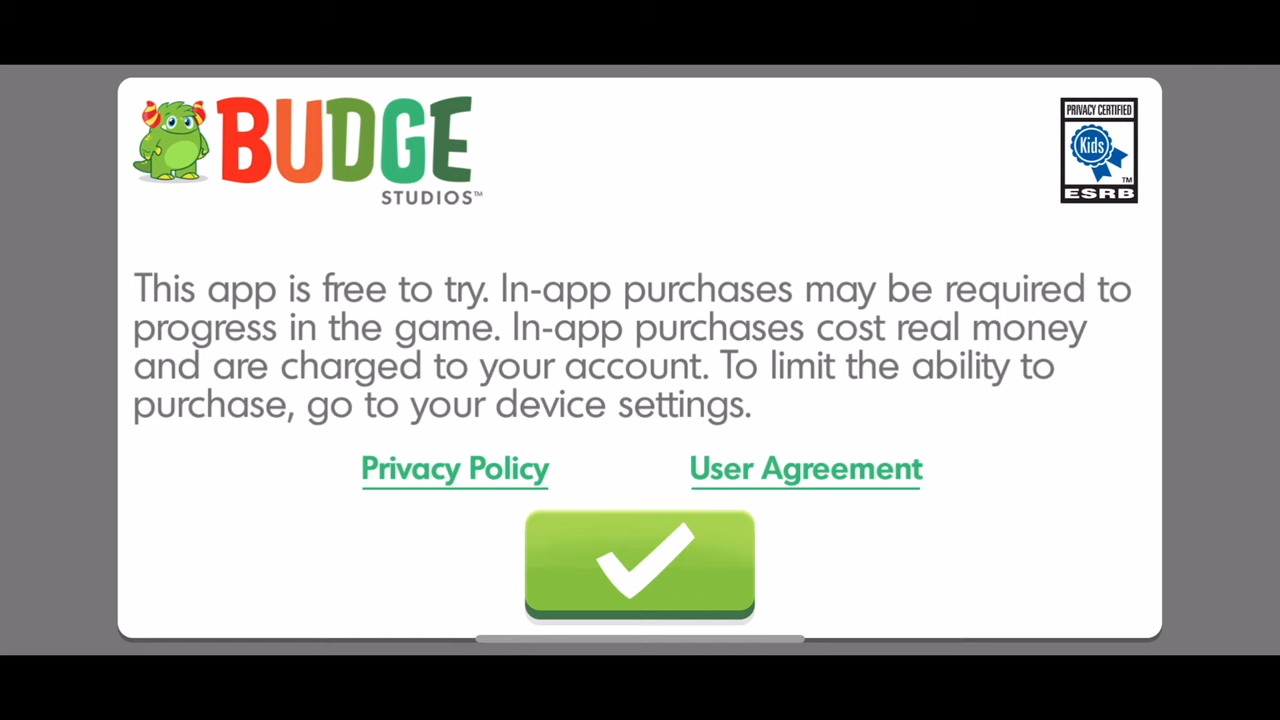 BUDGE
STUDIOS™
PRIVACY CERTIFIED
Kids
TM
ESRB
This app is free to try. In-app purchases may be required to
progress in the game. In-app purchases cost real money
and are charged to your account. To limit the ability to
purchase, go to your device settings.
Privacy Policy
User Agreement